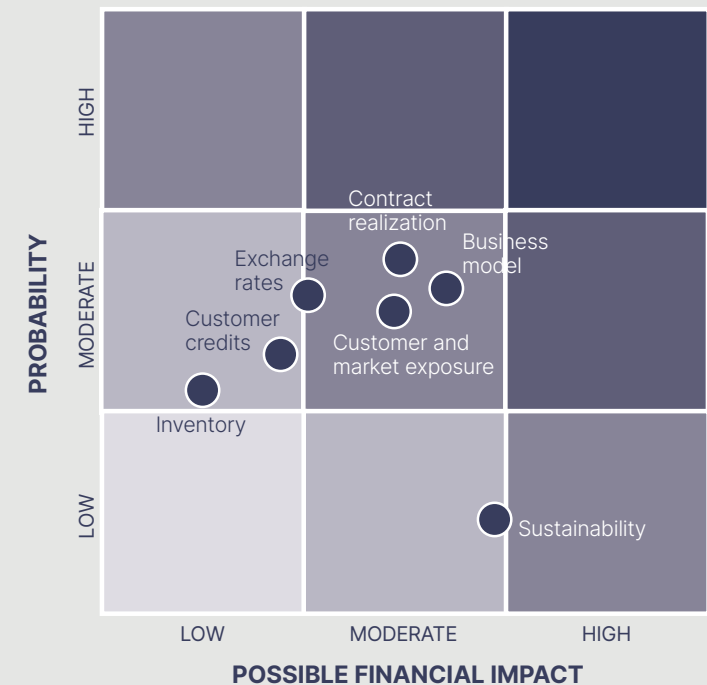 HIGH
Contract
realization
PROBABILITY
MODERATE
Exchange
rates
Business
model
Customer
credits
Customer and
market exposure
Inventory
LOW
Sustainability
LOW
MODERATE
HIGH
POSSIBLE FINANCIAL IMPACT